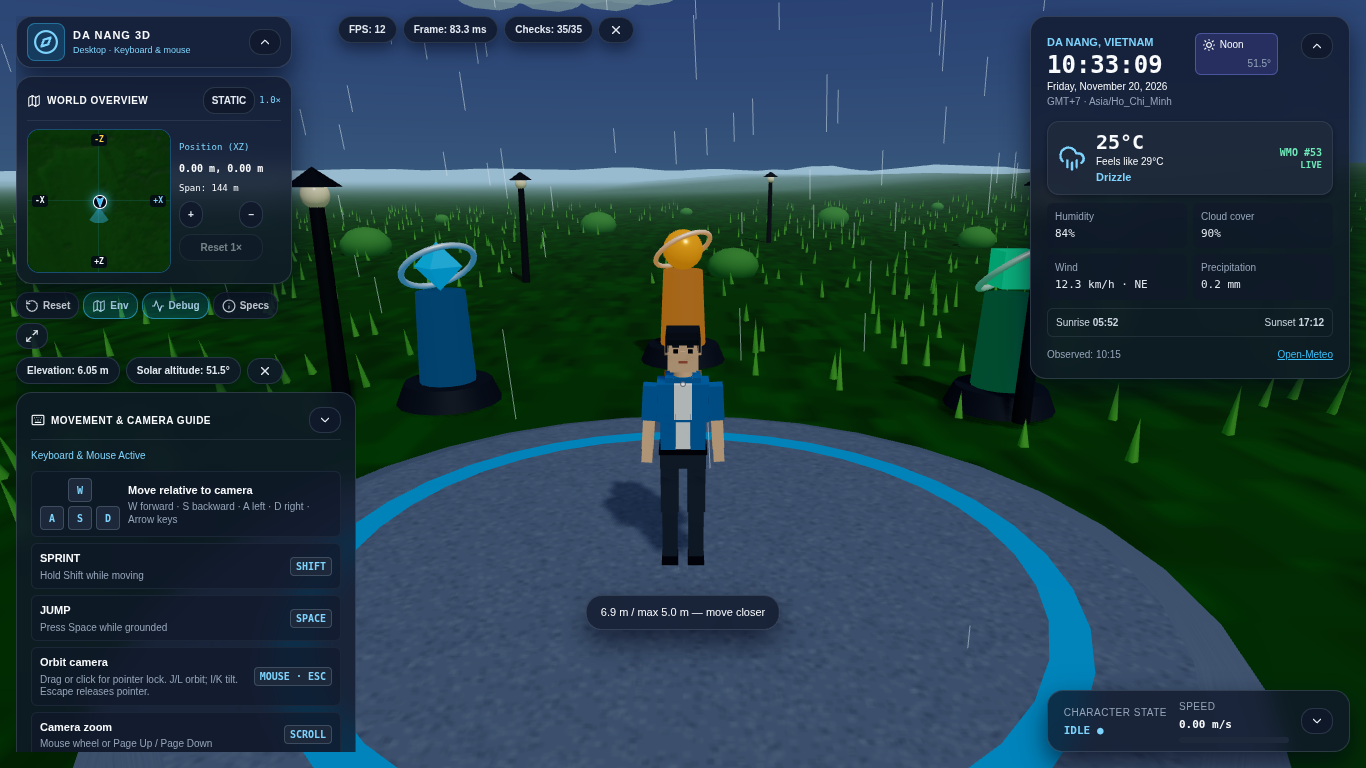 DA NANG 3D
Desktop · Keyboard & mouse
FPS: 12
Frame: 83.3 ms
Checks: 35/35
WORLD OVERVIEW
STATIC
1.0×
-Z
-X
+X
+Z
Position (XZ)
0.00 m, 0.00 m
Span: 144 m
+
−
Reset 1×
Reset
Env
Debug
Specs
Elevation: 6.05 m
Solar altitude: 51.5°
MOVEMENT & CAMERA GUIDE
Keyboard & Mouse Active
W
A S D
Move relative to camera
W forward · S backward · A left · D right ·
Arrow keys
SPRINT
Hold Shift while moving
SHIFT
JUMP
Press Space while grounded
SPACE
Orbit camera
Drag or click for pointer lock. J/L orbit; I/K tilt.
Escape releases pointer.
MOUSE · ESC
Camera zoom
Mouse wheel or Page Up / Page Down
SCROLL
6.9 m / max 5.0 m — move closer
DA NANG, VIETNAM
10:33:09
Friday, November 20, 2026
GMT+7 · Asia/Ho_Chi_Minh
Noon
51.5°
25°C
Feels like 29°C
Drizzle
WMO #53
LIVE
Humidity
84%
Cloud cover
90%
Wind
12.3 km/h · NE
Precipitation
0.2 mm
Sunrise 05:52
Sunset 17:12
Observed: 10:15
Open-Meteo
CHARACTER STATE
IDLE ●
SPEED
0.00 m/s